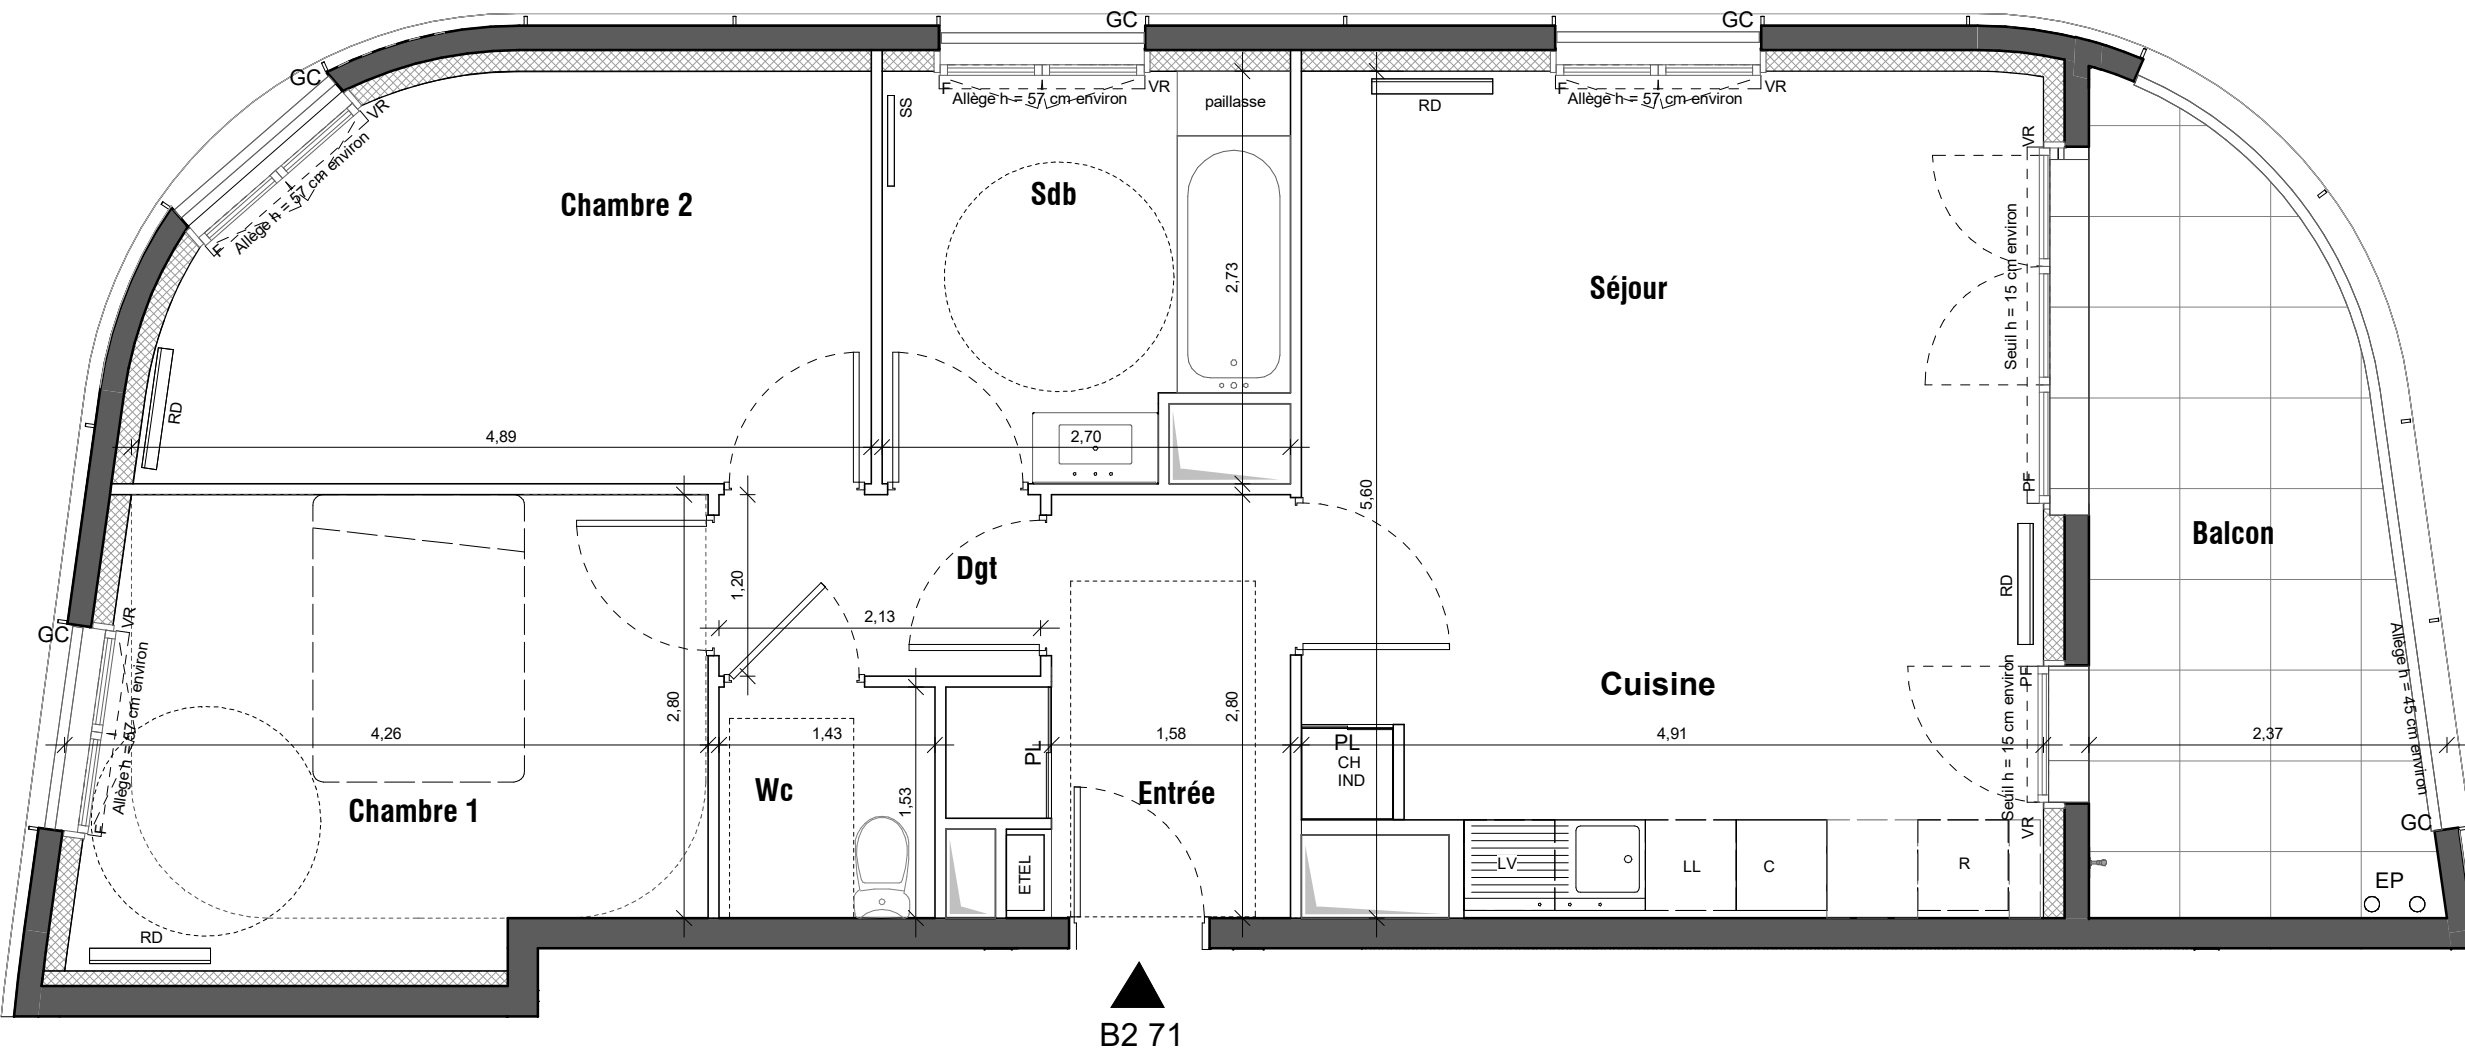 GC
GC
GC
VR
F
Allège h = 57 cm environ
F
Allège h = 57 cm environ
VR
paillasse
SS
RD
F
Allège h = 57 cm environ
VR
VR
Chambre 2
Sdb
2,73
Séjour
Seuil h = 15 cm environ
PF
RD
4,89
2,70
5,60
Balcon
Dgt
1,20
2,13
RD
GC
VR
Allège h = 57 cm environ
F
2,80
2,80
Cuisine
PF
Seuil h = 15 cm environ
VR
Allège h = 45 cm environ
4,26
1,43
PL
1,58
PL
CH
IND
4,91
2,37
Chambre 1
Wc
1,53
Entrée
GC
ETEL
LV
LL
C
R
EP
RD
B2 71